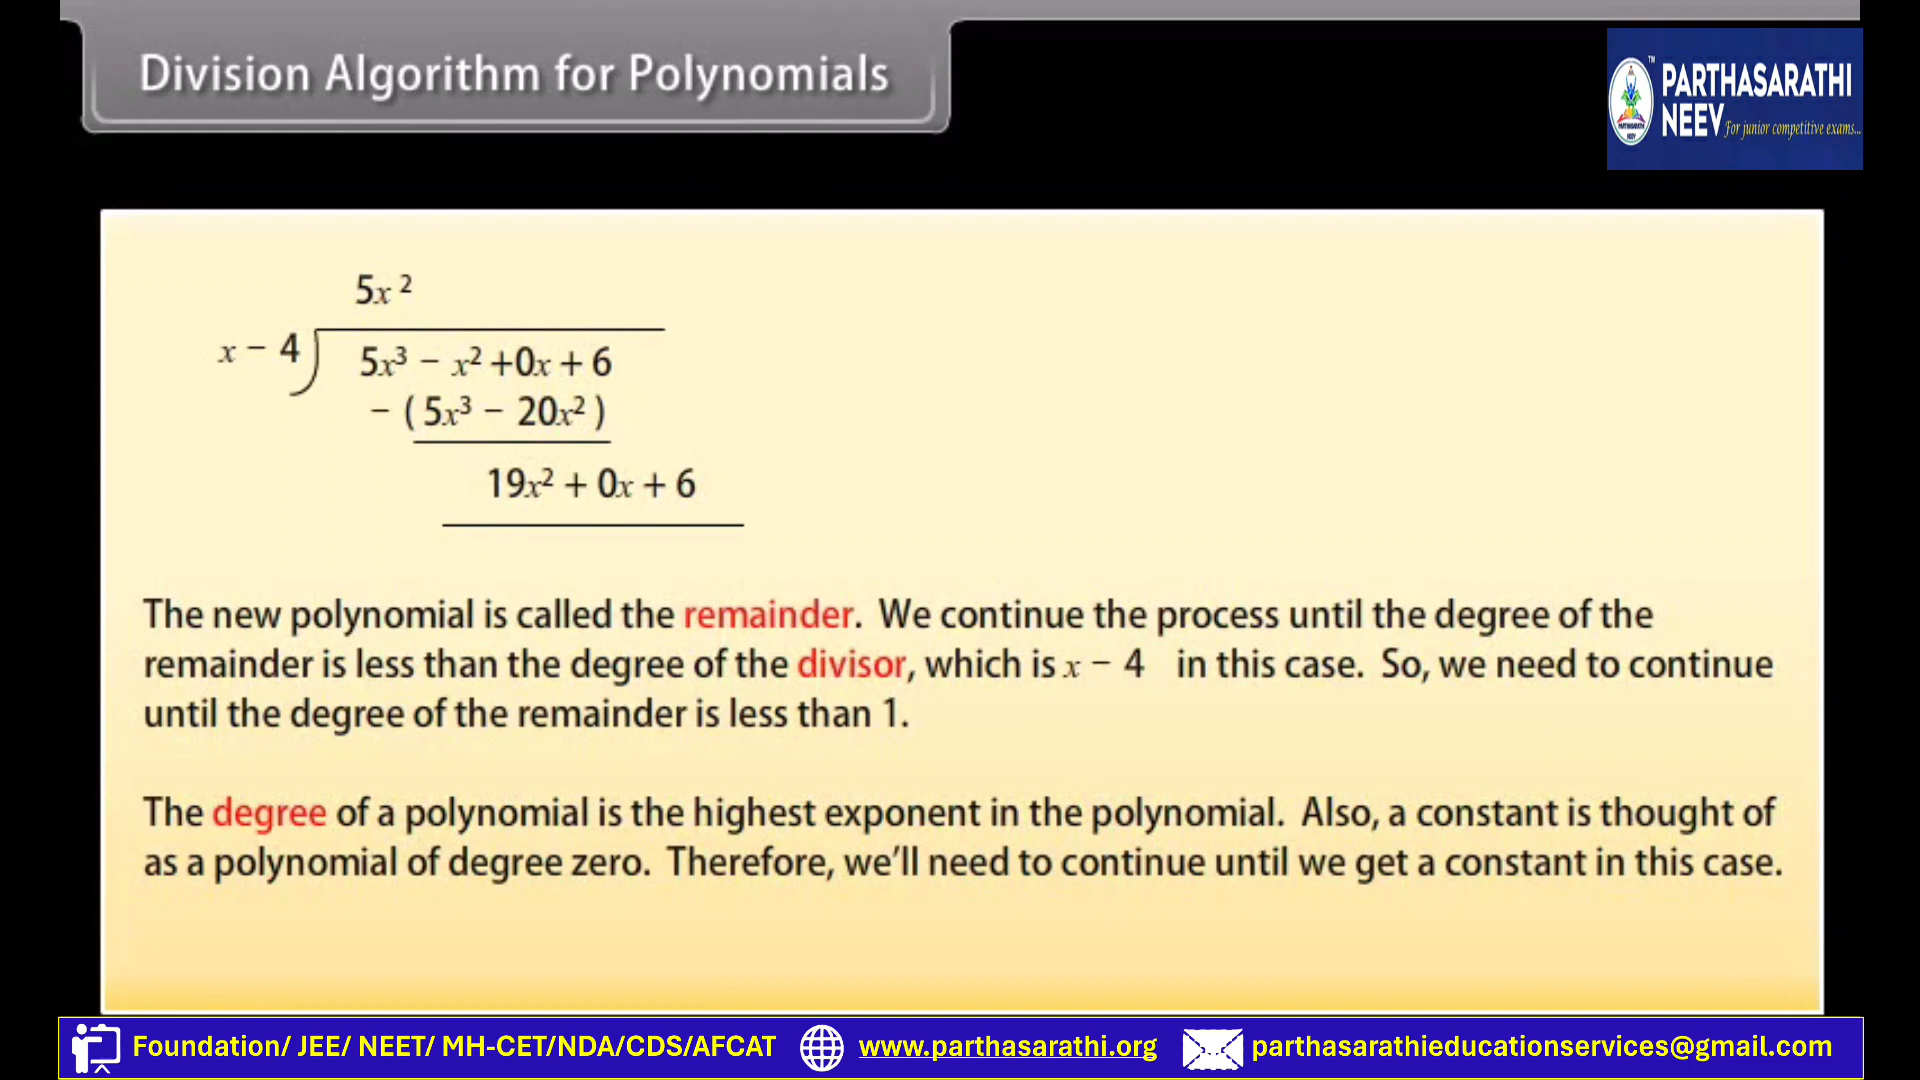 Division Algorithm for Polynomials
™
PARTHASARATHI
NEEV For junior competitive exams...
PARTHASARATHI
NEEV
5x²
x − 4 5x³ − x² +0x + 6
− ( 5x³ − 20x² )
19x² + 0x + 6
The new polynomial is called the remainder. We continue the process until the degree of the
remainder is less than the degree of the divisor, which is x − 4 in this case. So, we need to continue
until the degree of the remainder is less than 1.
The degree of a polynomial is the highest exponent in the polynomial. Also, a constant is thought of
as a polynomial of degree zero. Therefore, we’ll need to continue until we get a constant in this case.
Foundation/ JEE/ NEET/ MH-CET/NDA/CDS/AFCAT www.parthasarathi.org parthasarathieducationservices@gmail.com